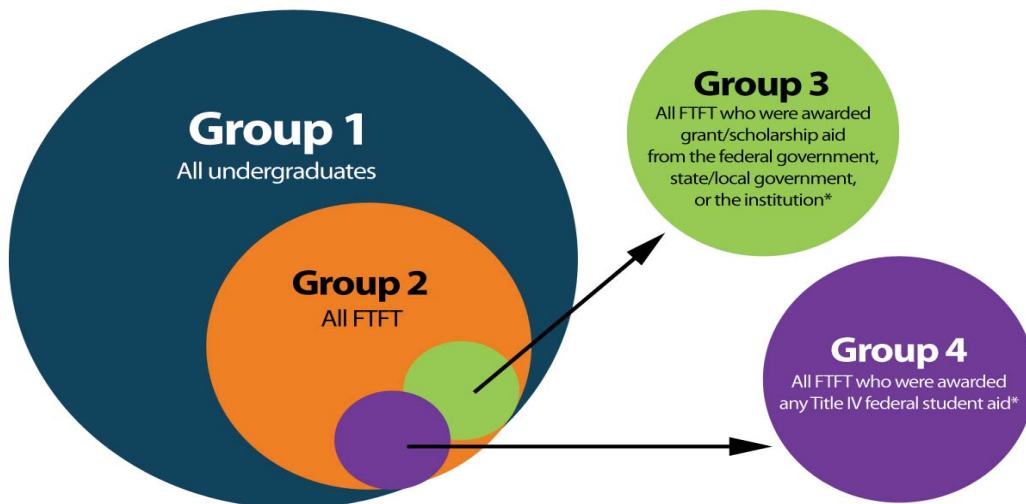 Group 1
All undergraduates
Group 2
All FTFT
Group 3
All FTFT who were awarded
grant/scholarship aid
from the federal government,
state/local government,
or the institution*
Group 4
All FTFT who were awarded
any Title IV federal student aid*